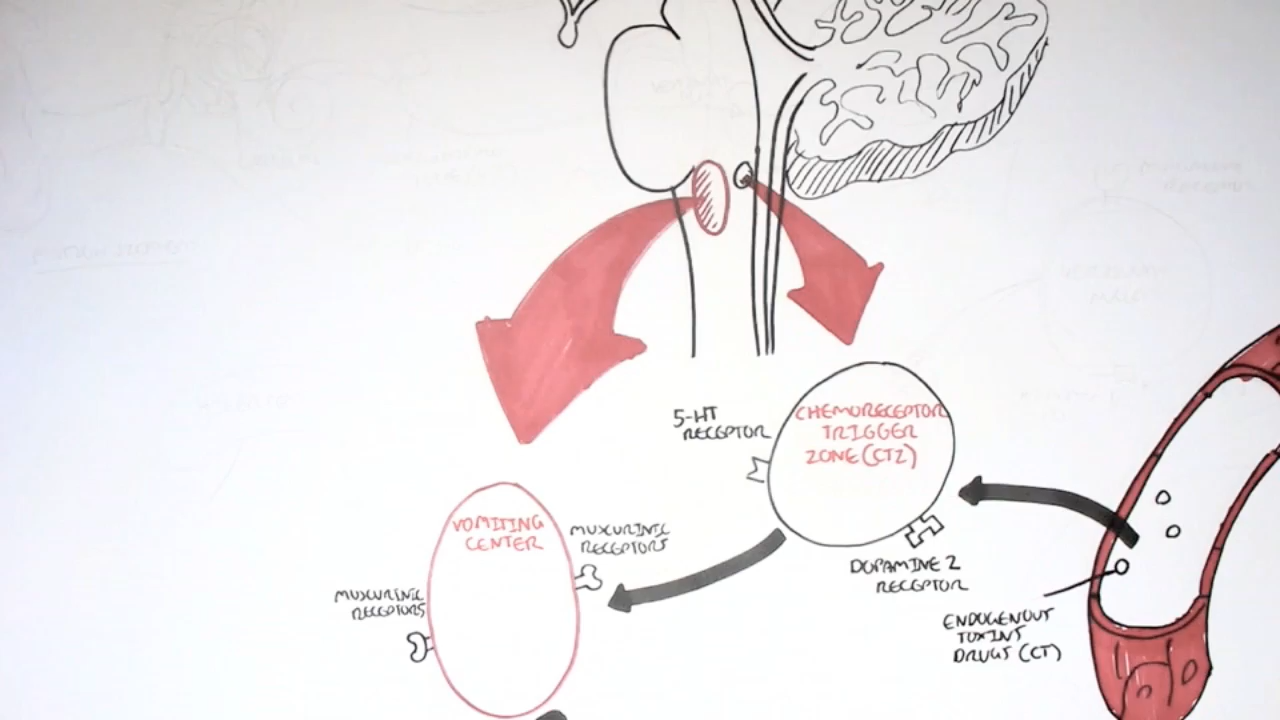 5-HT
RECEPTOR
CHEMORECEPTOR
TRIGGER
ZONE (CTZ)
VOMITING
CENTER
MUSCURINIC
RECEPTORS
MUSCURINIC
RECEPTORS
DOPAMINE 2
RECEPTOR
ENDOGENOUS
TOXINS
DRUGS (CT)